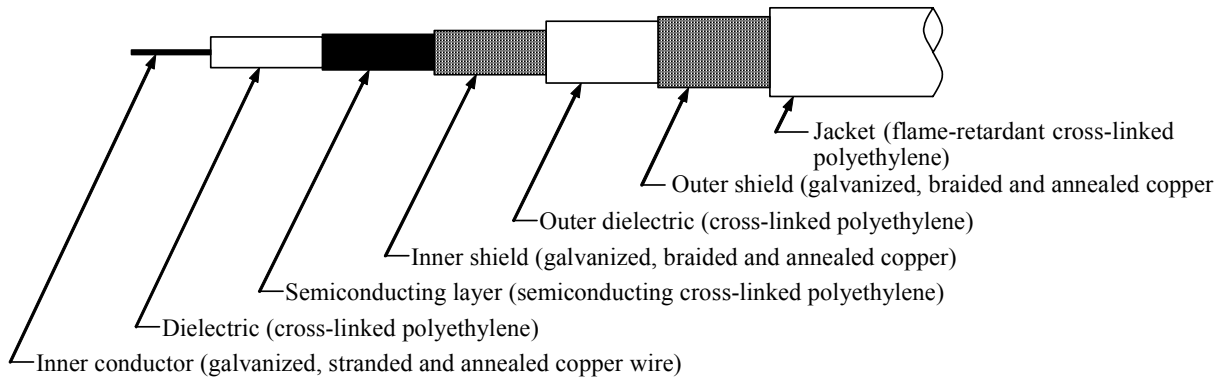 Jacket (flame-retardant cross-linked
polyethylene)
Outer shield (galvanized, braided and annealed copper
Outer dielectric (cross-linked polyethylene)
Inner shield (galvanized, braided and annealed copper)
Semiconducting layer (semiconducting cross-linked polyethylene)
Dielectric (cross-linked polyethylene)
Inner conductor (galvanized, stranded and annealed copper wire)